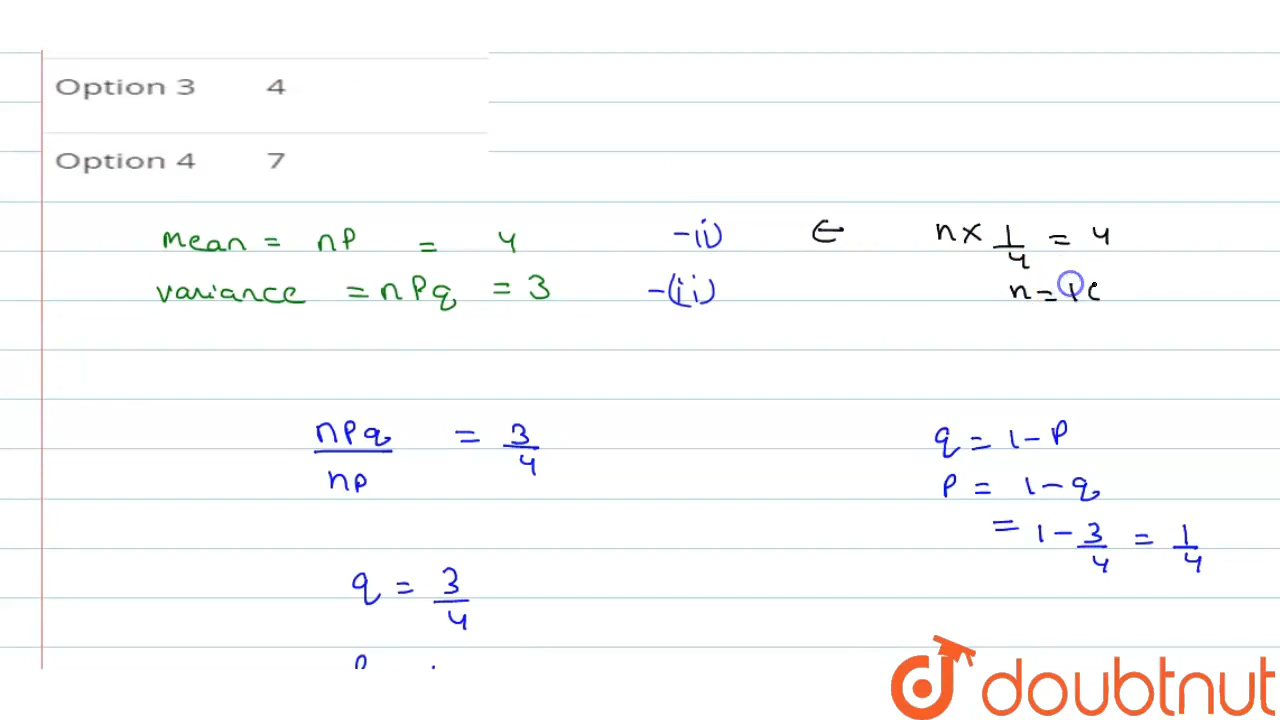 Option 3 4
Option 4 7
mean = np = 4 -(i) ∈ n × 1/4 = 4
variance = npq = 3 -(ii) n =
npq/np = 3/4
q = 1 - p
p = 1 - q
= 1 - 3/4 = 1/4
q = 3/4
doubtnut